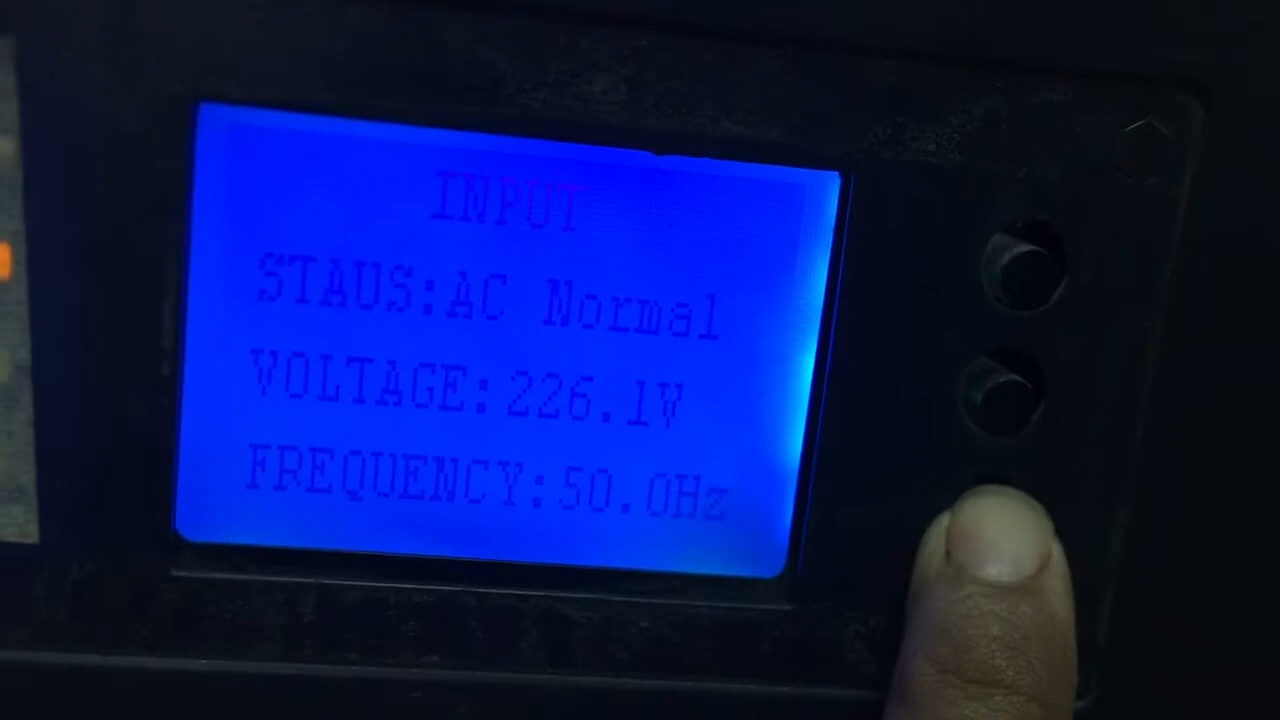 INPUT
STAUS:AC Normal
VOLTAGE:226.1V
FREQUENCY:50.0Hz